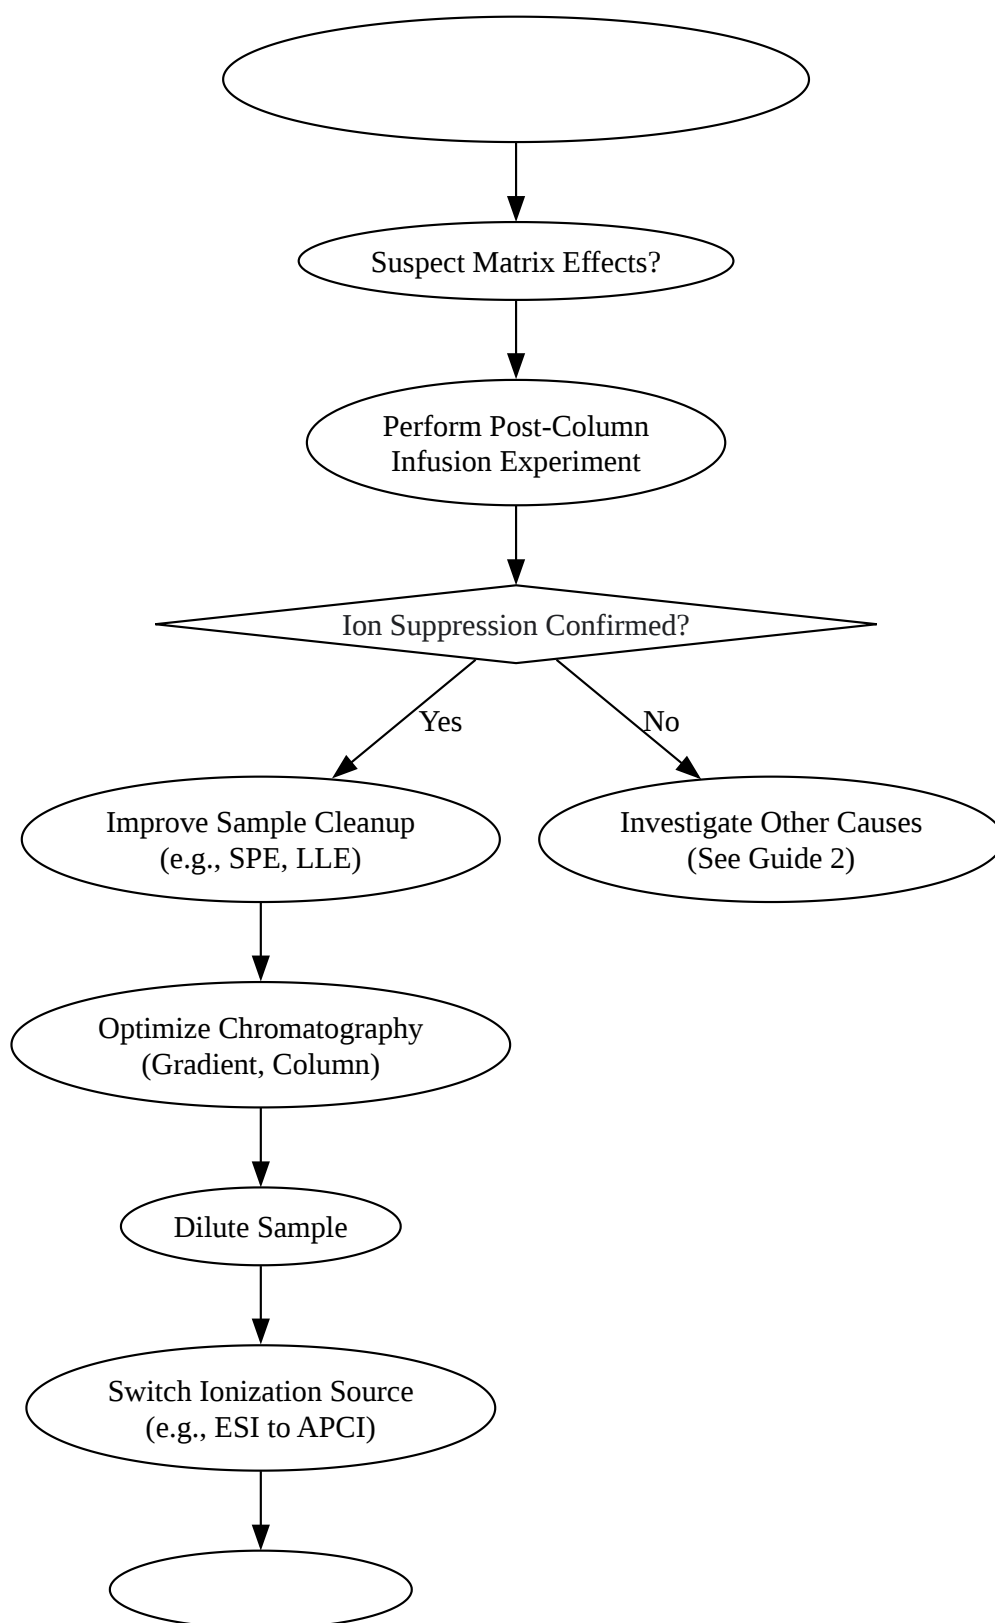 Suspect Matrix Effects?
Perform Post-Column
Infusion Experiment
Ion Suppression Confirmed?
Yes
No
Improve Sample Cleanup
(e.g., SPE, LLE)
Investigate Other Causes
(See Guide 2)
Optimize Chromatography
(Gradient, Column)
Dilute Sample
Switch Ionization Source
(e.g., ESI to APCI)